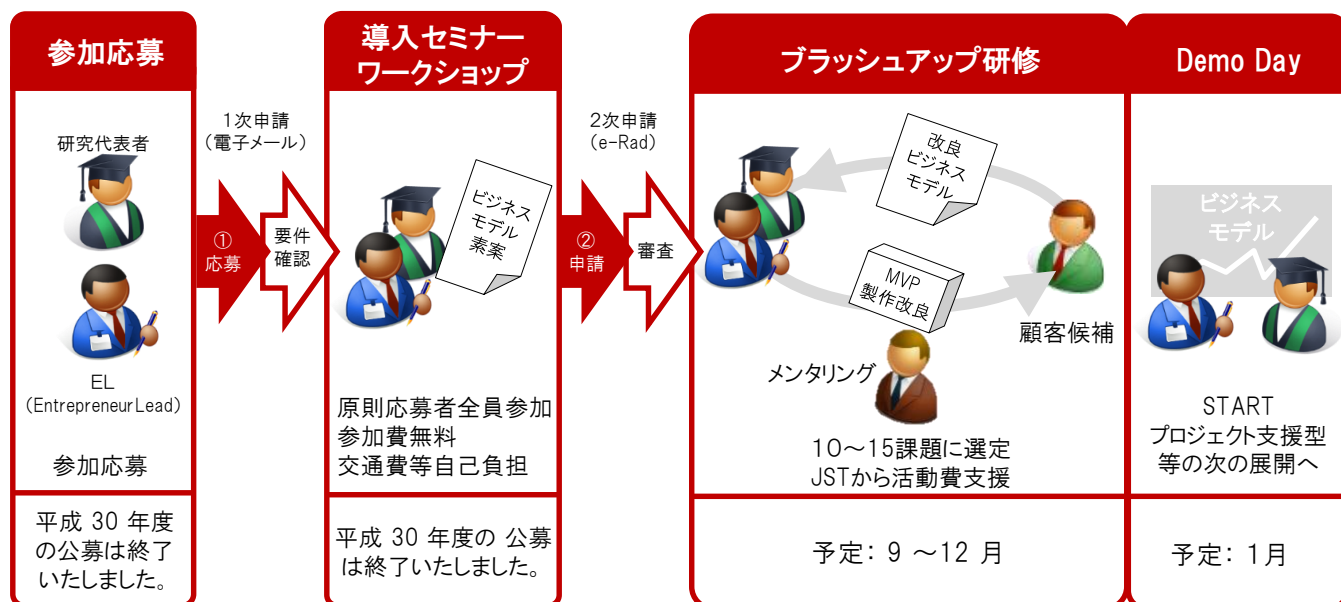 参加応募
研究代表者
EL
(EntrepreneurLead)
参加応募
平成 30 年度
の公募は終了
いたしました。
1次申請
(電子メール)
①
応募
要件
確認
導入セミナー
ワークショップ
ビジネス
モデル
素案
原則応募者全員参加
参加費無料
交通費等自己負担
平成 30 年度の 公募
は終了いたしました。
2次申請
(e-Rad)
②
申請
審査
ブラッシュアップ研修
改良
ビジネス
モデル
MVP
製作改良
顧客候補
メンタリング
10～15課題に選定
JSTから活動費支援
予定： 9 ～12 月
Demo Day
ビジネス
モデル
START
プロジェクト支援型
等の次の展開へ
予定： 1月